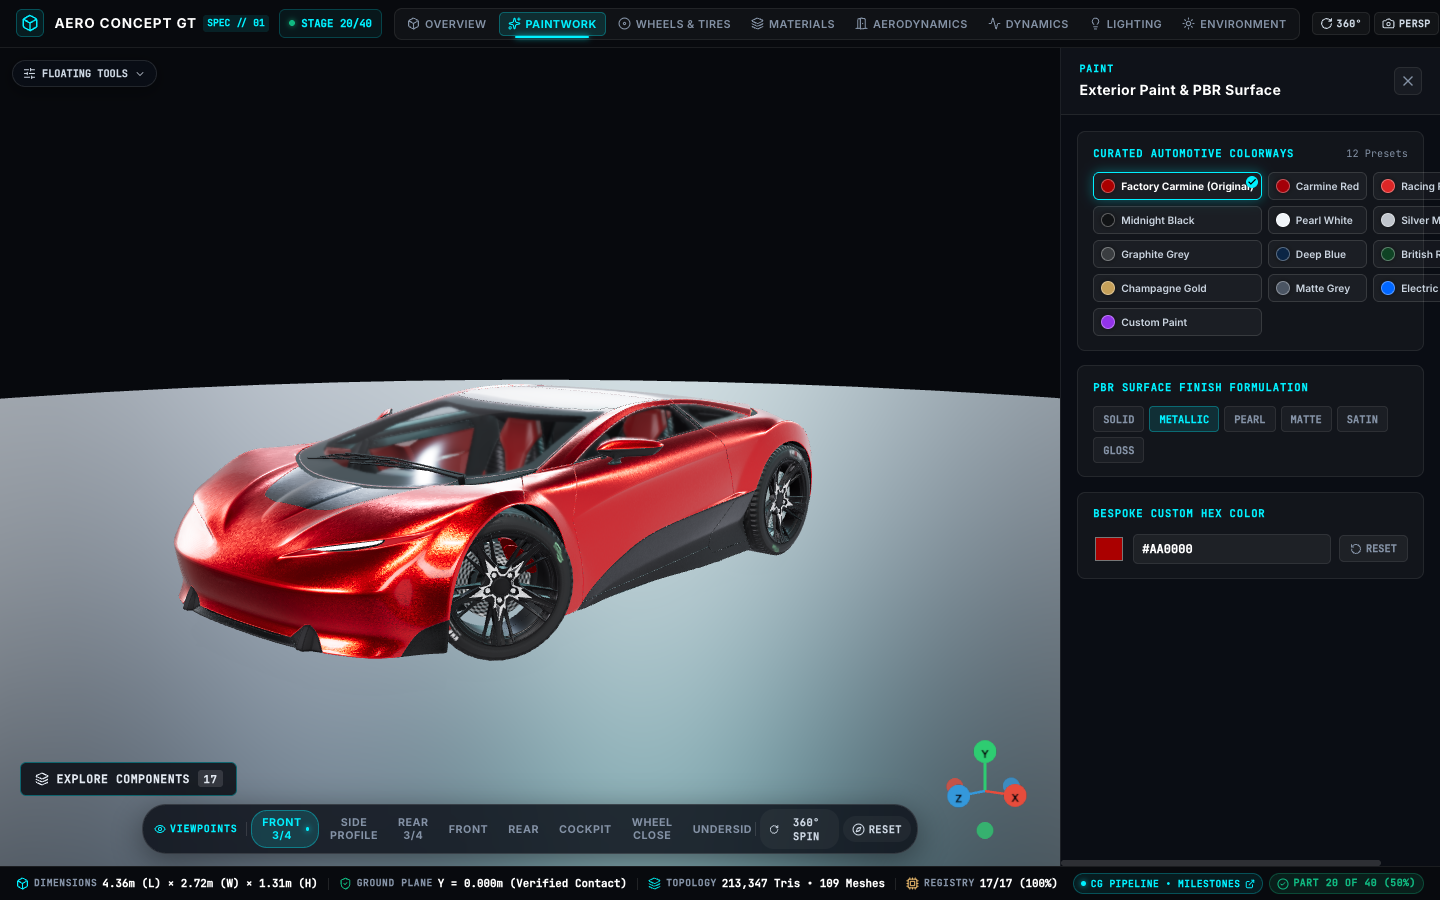 AERO CONCEPT GT SPEC // 01 STAGE 20/40 OVERVIEW PAINTWORK WHEELS & TIRES MATERIALS AERODYNAMICS DYNAMICS LIGHTING ENVIRONMENT 360° PERSP
FLOATING TOOLS
PAINT
Exterior Paint & PBR Surface
CURATED AUTOMOTIVE COLORWAYS 12 Presets
Factory Carmine (Original) Carmine Red Racing
Midnight Black Pearl White Silver M
Graphite Grey Deep Blue British
Champagne Gold Matte Grey Electric
Custom Paint
PBR SURFACE FINISH FORMULATION
SOLID METALLIC PEARL MATTE SATIN
GLOSS
BESPOKE CUSTOM HEX COLOR
#AA0000 RESET
Y
Z X
EXPLORE COMPONENTS 17
VIEWPOINTS
FRONT
3/4
SIDE
PROFILE
REAR
3/4
FRONT
REAR
COCKPIT
WHEEL
CLOSE
UNDERSID
360°
SPIN
RESET
DIMENSIONS 4.36m (L) × 2.72m (W) × 1.31m (H) GROUND PLANE Y = 0.000m (Verified Contact) TOPOLOGY 213,347 Tris • 109 Meshes REGISTRY 17/17 (100%) CG PIPELINE • MILESTONES PART 20 OF 40 (50%)